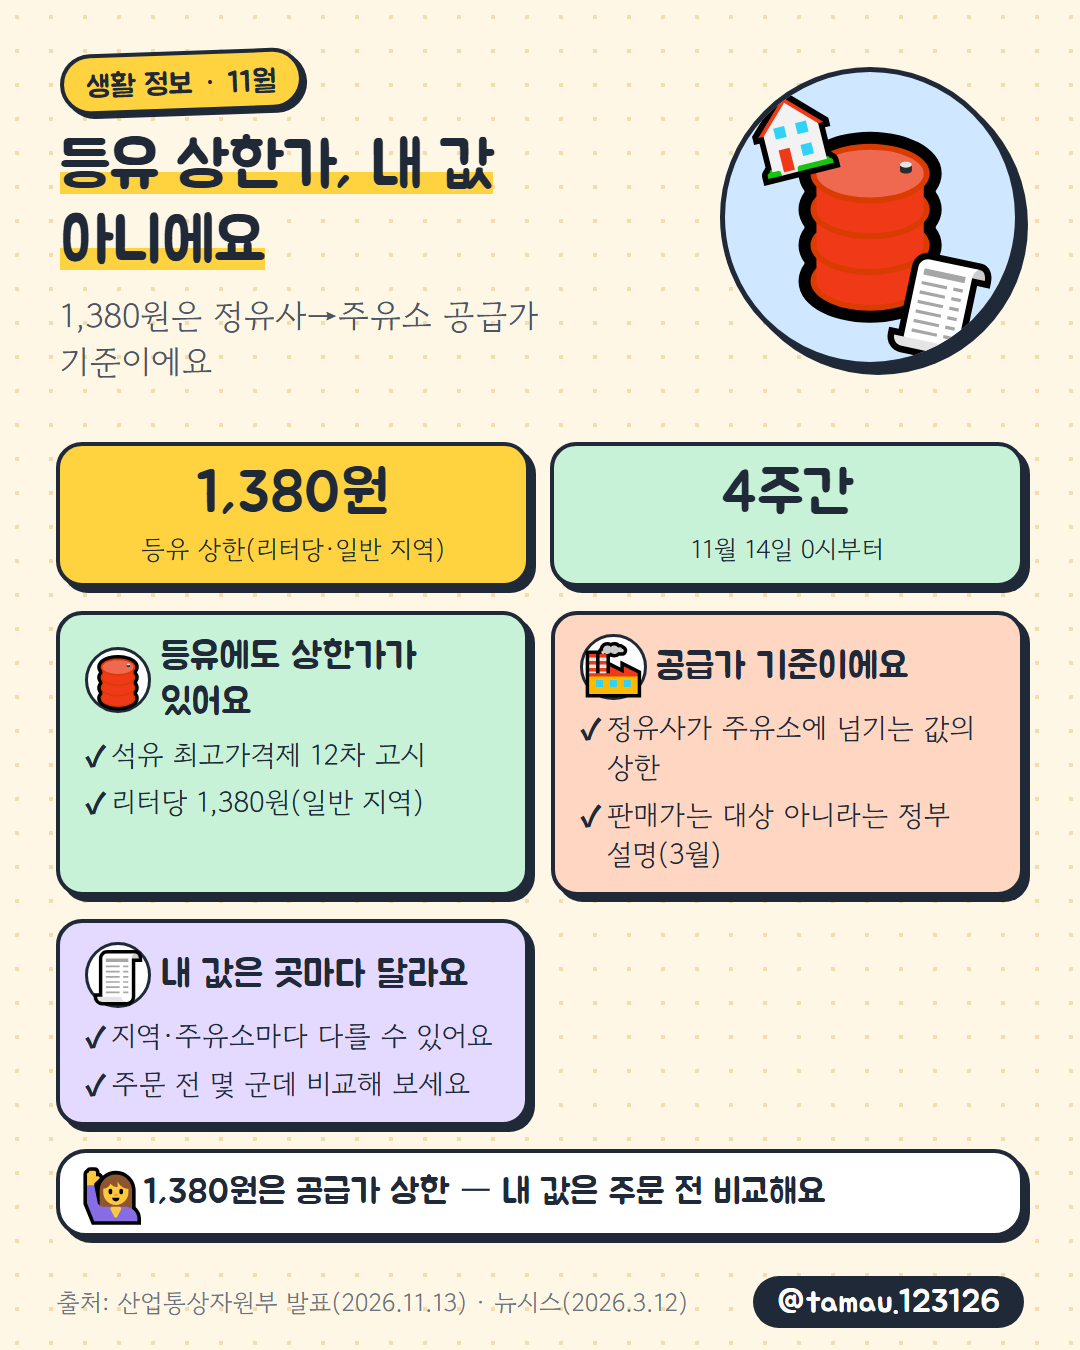 생활 정보 · 11월
등유 상한가, 내 값
아니에요
1,380원은 정유사→주유소 공급가
기준이에요
1,380원
등유 상한(리터당·일반 지역)
4주간
11월 14일 0시부터
등유에도 상한가가
있어요
✓석유 최고가격제 12차 고시
✓리터당 1,380원(일반 지역)
공급가 기준이에요
✓정유사가 주유소에 넘기는 값의
상한
✓판매가는 대상 아니라는 정부
설명(3월)
내 값은 곳마다 달라요
✓지역·주유소마다 다를 수 있어요
✓주문 전 몇 군데 비교해 보세요
1,380원은 공급가 상한 — 내 값은 주문 전 비교해요
출처: 산업통상자원부 발표(2026.11.13) · 뉴시스(2026.3.12)
@tamau.123126